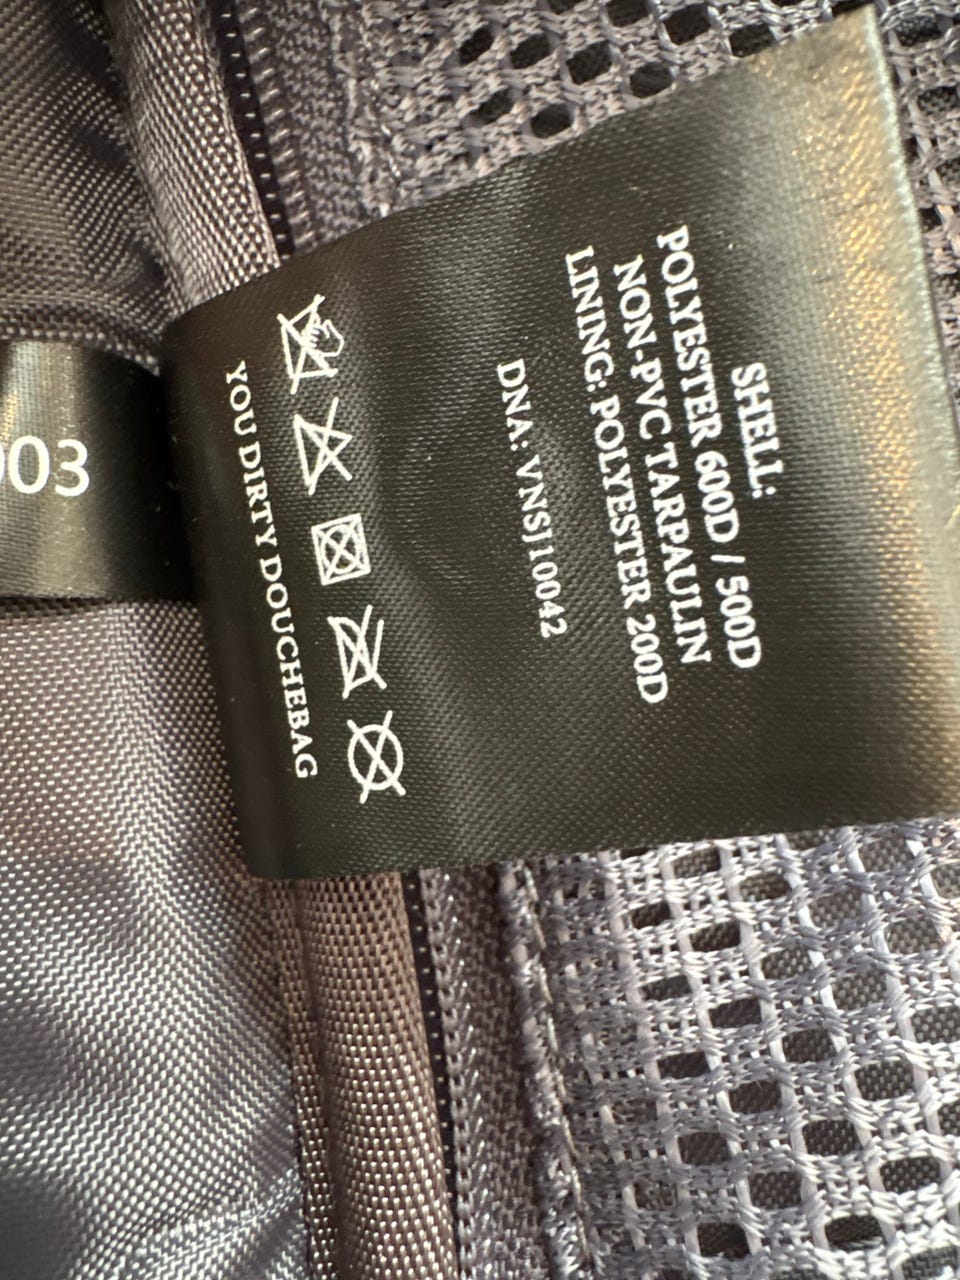 SHELL:
POLYESTER 600D / 500D
NON-PVC TARPAULIN
LINING: POLYESTER 200D
DNA: VNSJ10042
YOU DIRTY DOUCHEBAG
003